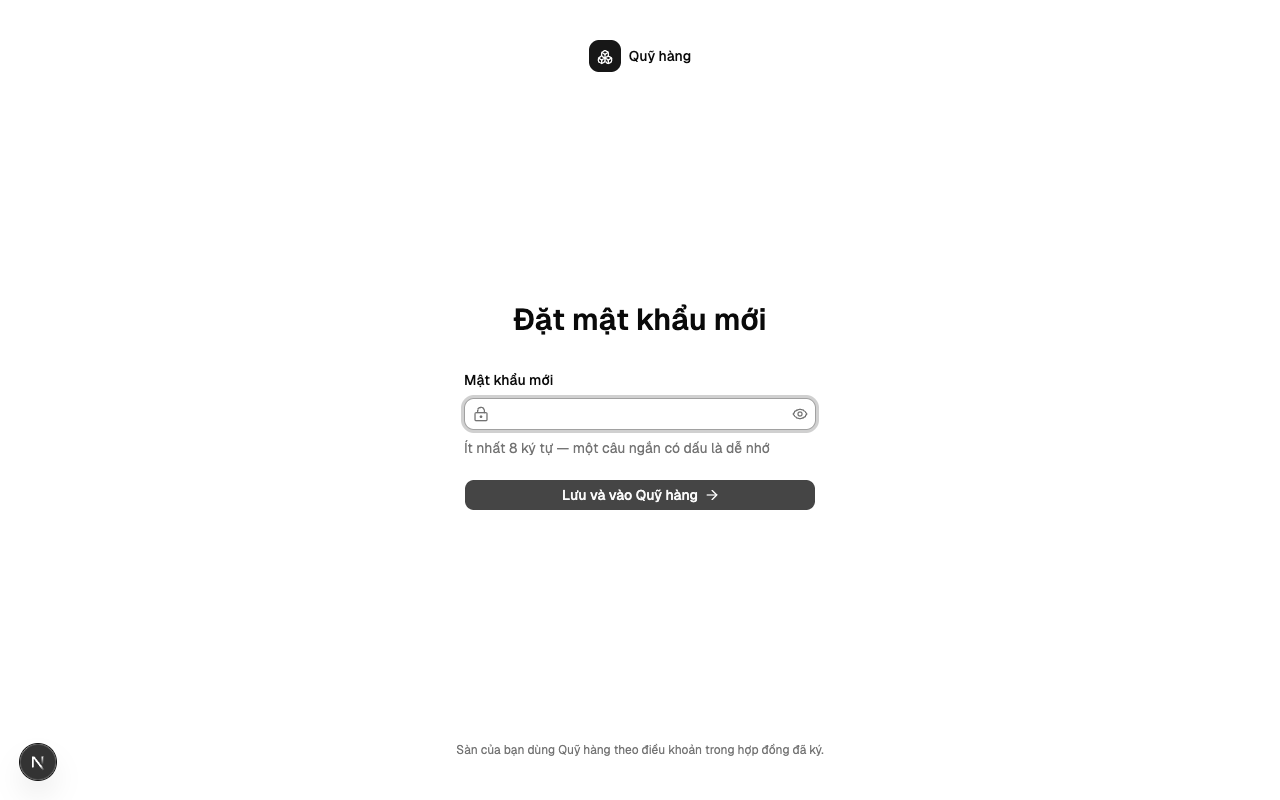 Quỹ hàng
Đặt mật khẩu mới
Mật khẩu mới
Ít nhất 8 ký tự — một câu ngắn có dấu là dễ nhớ
Lưu và vào Quỹ hàng →
Sàn của bạn dùng Quỹ hàng theo điều khoản trong hợp đồng đã ký.
N